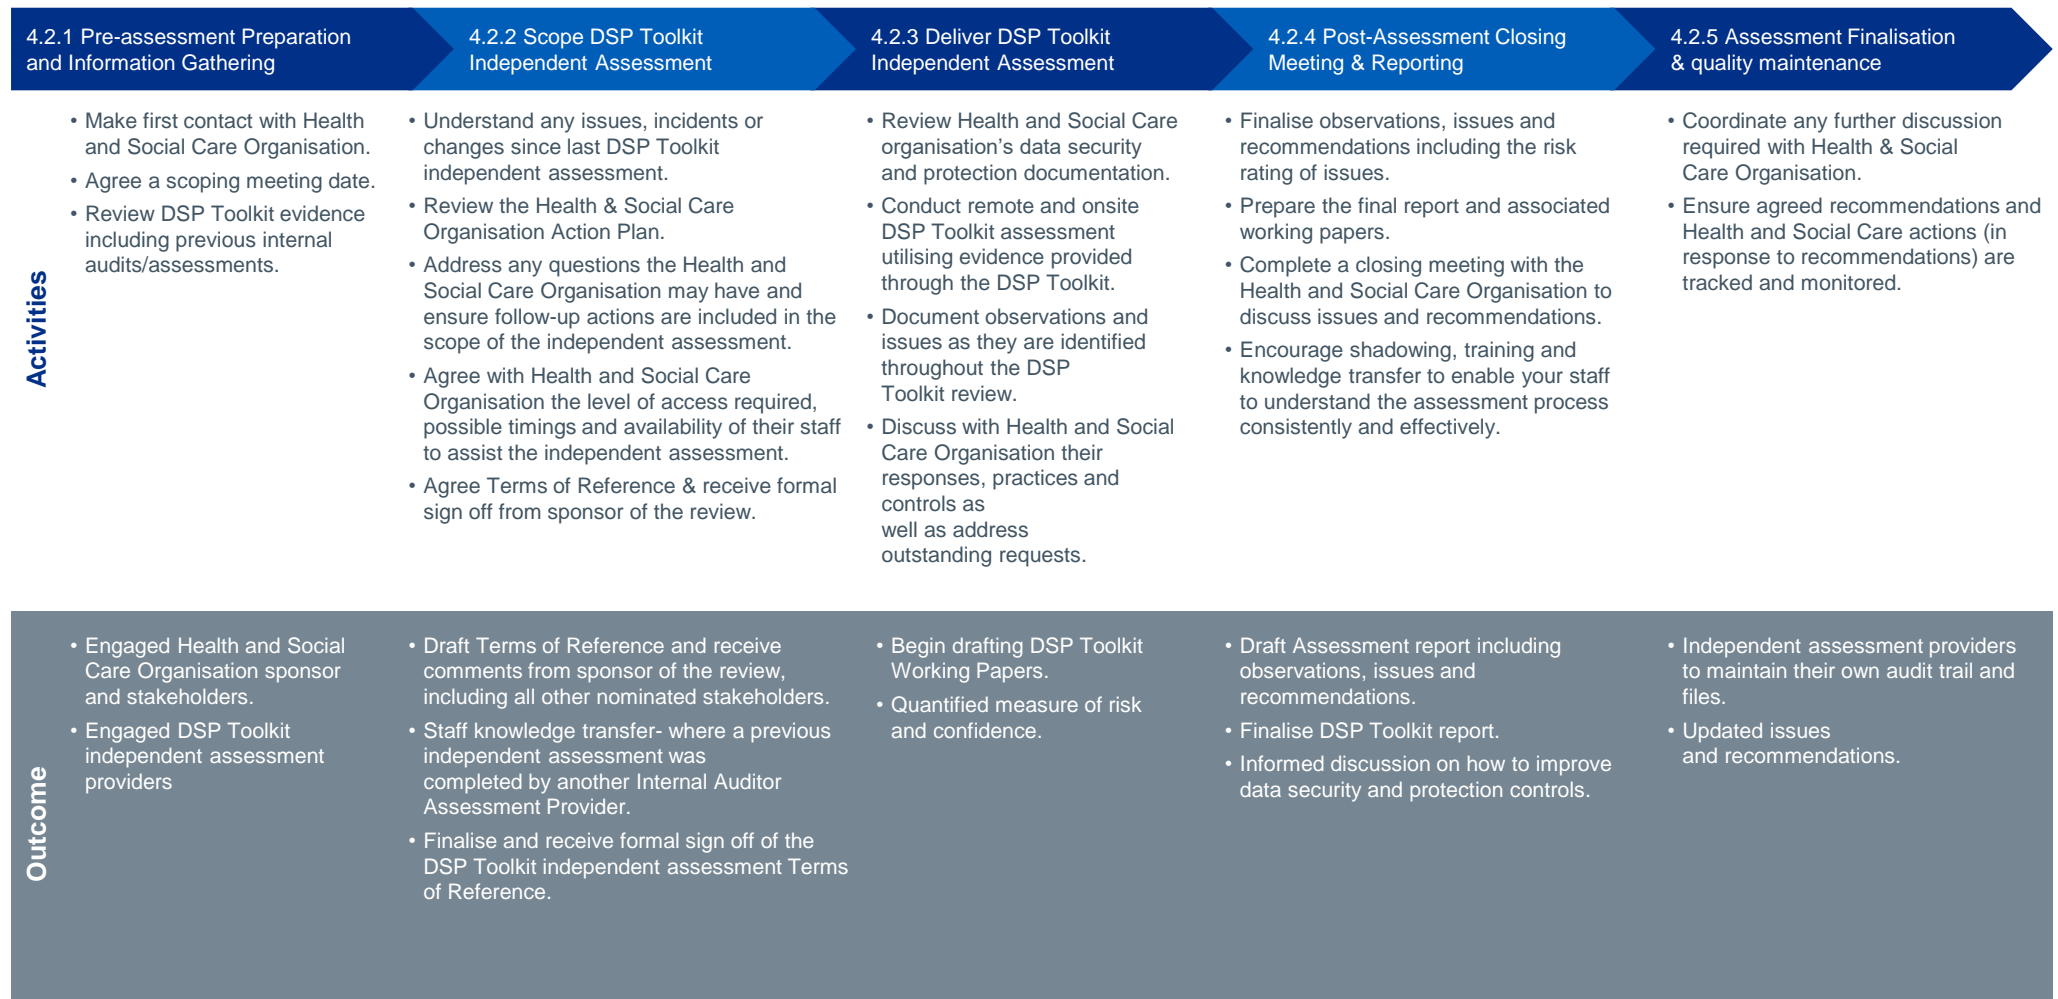 4.2.1 Pre-assessment Preparation
and Information Gathering
4.2.2 Scope DSP Toolkit
Independent Assessment
4.2.3 Deliver DSP Toolkit
Independent Assessment
4.2.4 Post-Assessment Closing
Meeting & Reporting
4.2.5 Assessment Finalisation
& quality maintenance
Activities
• Make first contact with Health
and Social Care Organisation.
• Agree a scoping meeting date.
• Review DSP Toolkit evidence
including previous internal
audits/assessments.
• Understand any issues, incidents or
changes since last DSP Toolkit
independent assessment.
• Review the Health & Social Care
Organisation Action Plan.
• Address any questions the Health and
Social Care Organisation may have and
ensure follow-up actions are included in the
scope of the independent assessment.
• Agree with Health and Social Care
Organisation the level of access required,
possible timings and availability of their staff
to assist the independent assessment.
• Agree Terms of Reference & receive formal
sign off from sponsor of the review.
• Review Health and Social Care
organisation’s data security
and protection documentation.
• Conduct remote and onsite
DSP Toolkit assessment
utilising evidence provided
through the DSP Toolkit.
• Document observations and
issues as they are identified
throughout the DSP
Toolkit review.
• Discuss with Health and Social
Care Organisation their
responses, practices and
controls as
well as address
outstanding requests.
• Finalise observations, issues and
recommendations including the risk
rating of issues.
• Prepare the final report and associated
working papers.
• Complete a closing meeting with the
Health and Social Care Organisation to
discuss issues and recommendations.
• Encourage shadowing, training and
knowledge transfer to enable your staff
to understand the assessment process
consistently and effectively.
• Coordinate any further discussion
required with Health & Social
Care Organisation.
• Ensure agreed recommendations and
Health and Social Care actions (in
response to recommendations) are
tracked and monitored.
Outcome
• Engaged Health and Social
Care Organisation sponsor
and stakeholders.
• Engaged DSP Toolkit
independent assessment
providers
• Draft Terms of Reference and receive
comments from sponsor of the review,
including all other nominated stakeholders.
• Staff knowledge transfer- where a previous
independent assessment was
completed by another Internal Auditor
Assessment Provider.
• Finalise and receive formal sign off of the
DSP Toolkit independent assessment Terms
of Reference.
• Begin drafting DSP Toolkit
Working Papers.
• Quantified measure of risk
and confidence.
• Draft Assessment report including
observations, issues and
recommendations.
• Finalise DSP Toolkit report.
• Informed discussion on how to improve
data security and protection controls.
• Independent assessment providers
to maintain their own audit trail and
files.
• Updated issues
and recommendations.